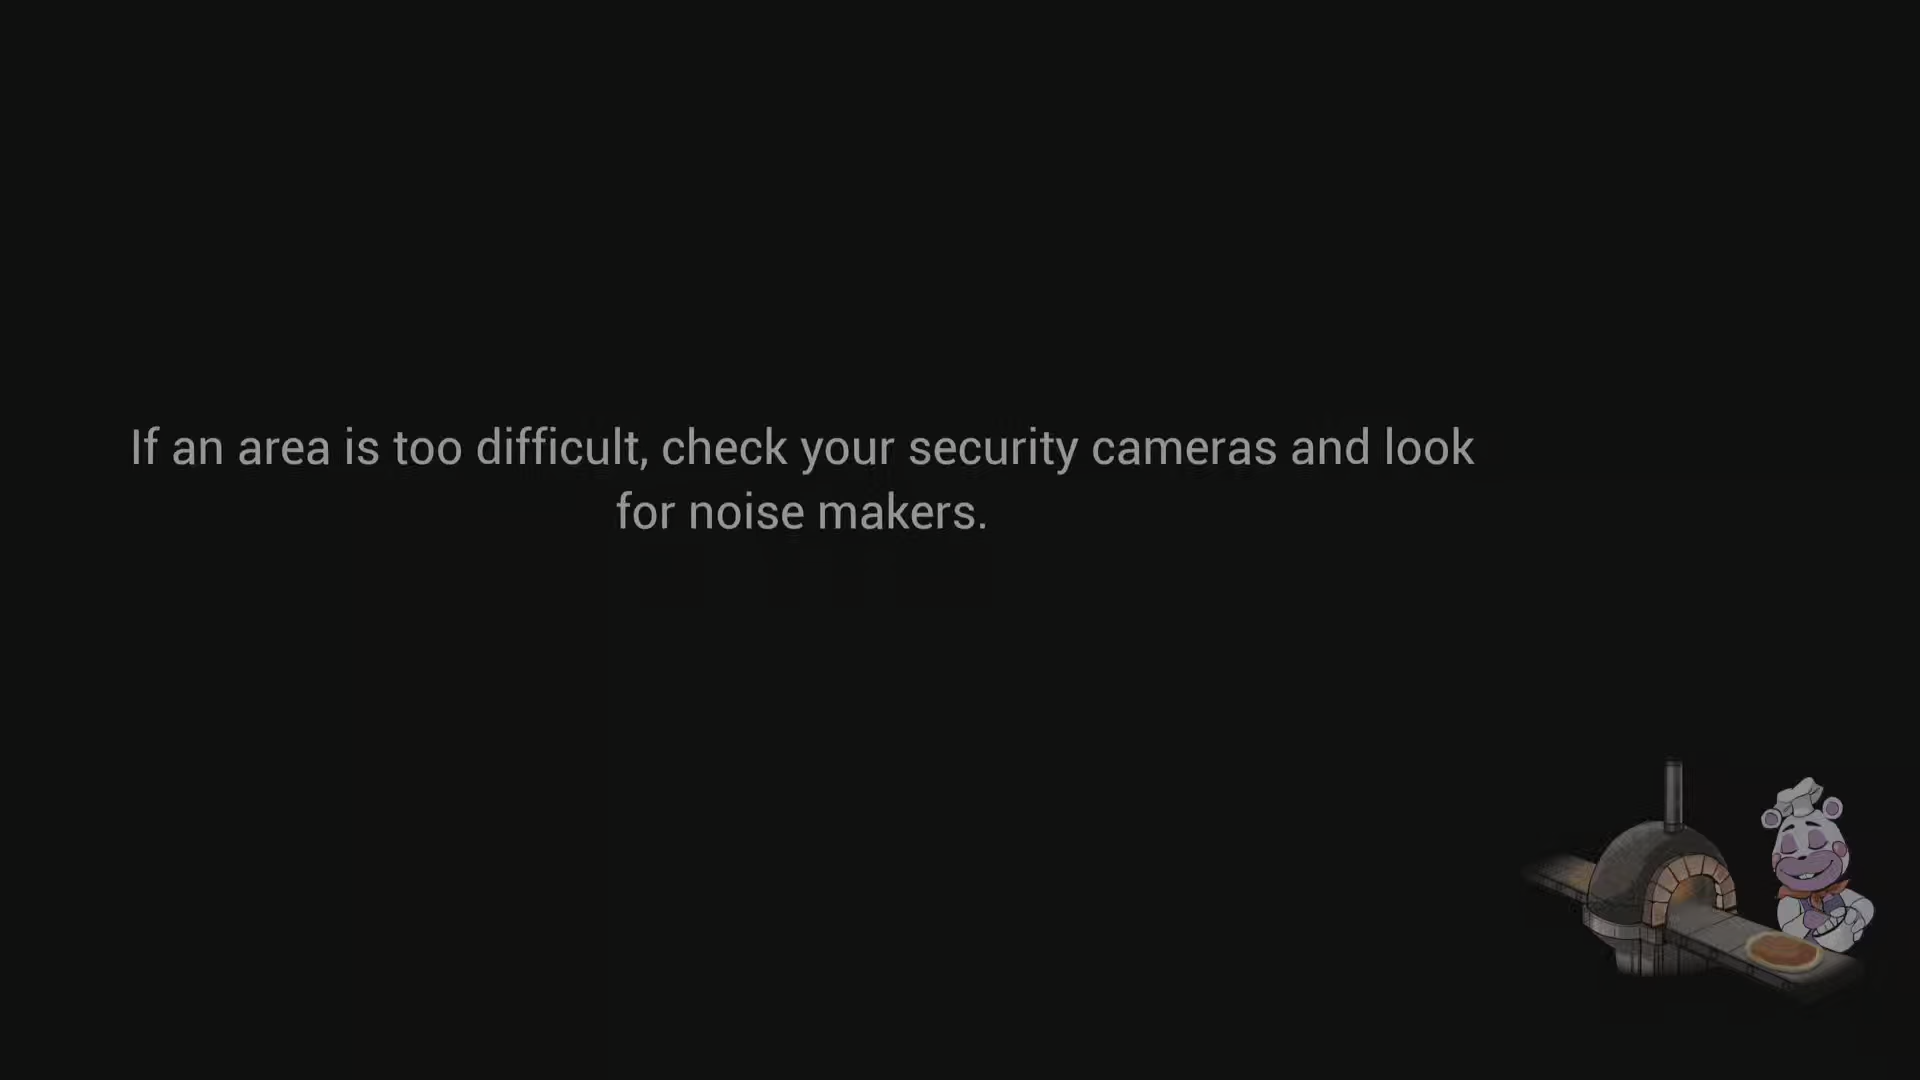 If an area is too difficult, check your security cameras and look
for noise makers.